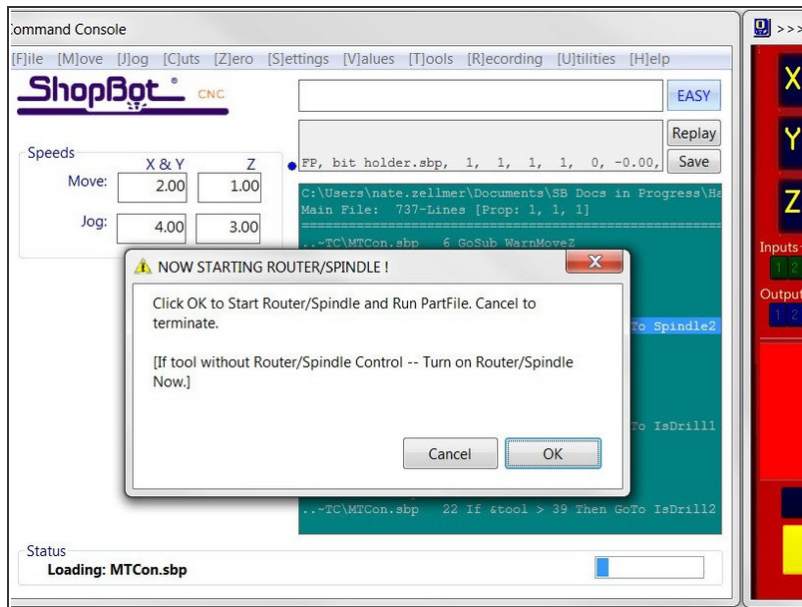 Command Console
[F]ile [M]ove [J]og [C]uts [Z]ero [S]ettings [V]alues [T]ools [R]ecording [U]tilities [H]elp
ShopBot CNC
EASY
Replay
FP, bit holder.sbp, 1, 1, 1, 1, 0, -0.00,
Save
Speeds
X & Y Z
Move: 2.00 1.00
Jog: 4.00 3.00
C:\Users\nate.zellmer\Documents\SB Docs in Progress\Ha
Main File: 737-Lines [Prop: 1, 1, 1]
..~TC\MTCon.sbp 6 GoSub WarnMoveZ
NOW STARTING ROUTER/SPINDLE !
X
Click OK to Start Router/Spindle and Run PartFile. Cancel to
terminate.
[If tool without Router/Spindle Control -- Turn on Router/Spindle
Now.]
Cancel OK
To Spindle2
To IsDrill1
..~TC\MTCon.sbp 22 If &tool > 39 Then GoTo IsDrill2
Status
Loading: MTCon.sbp
>>>
X
Y
Z
Inputs
1 2
Output
1 2